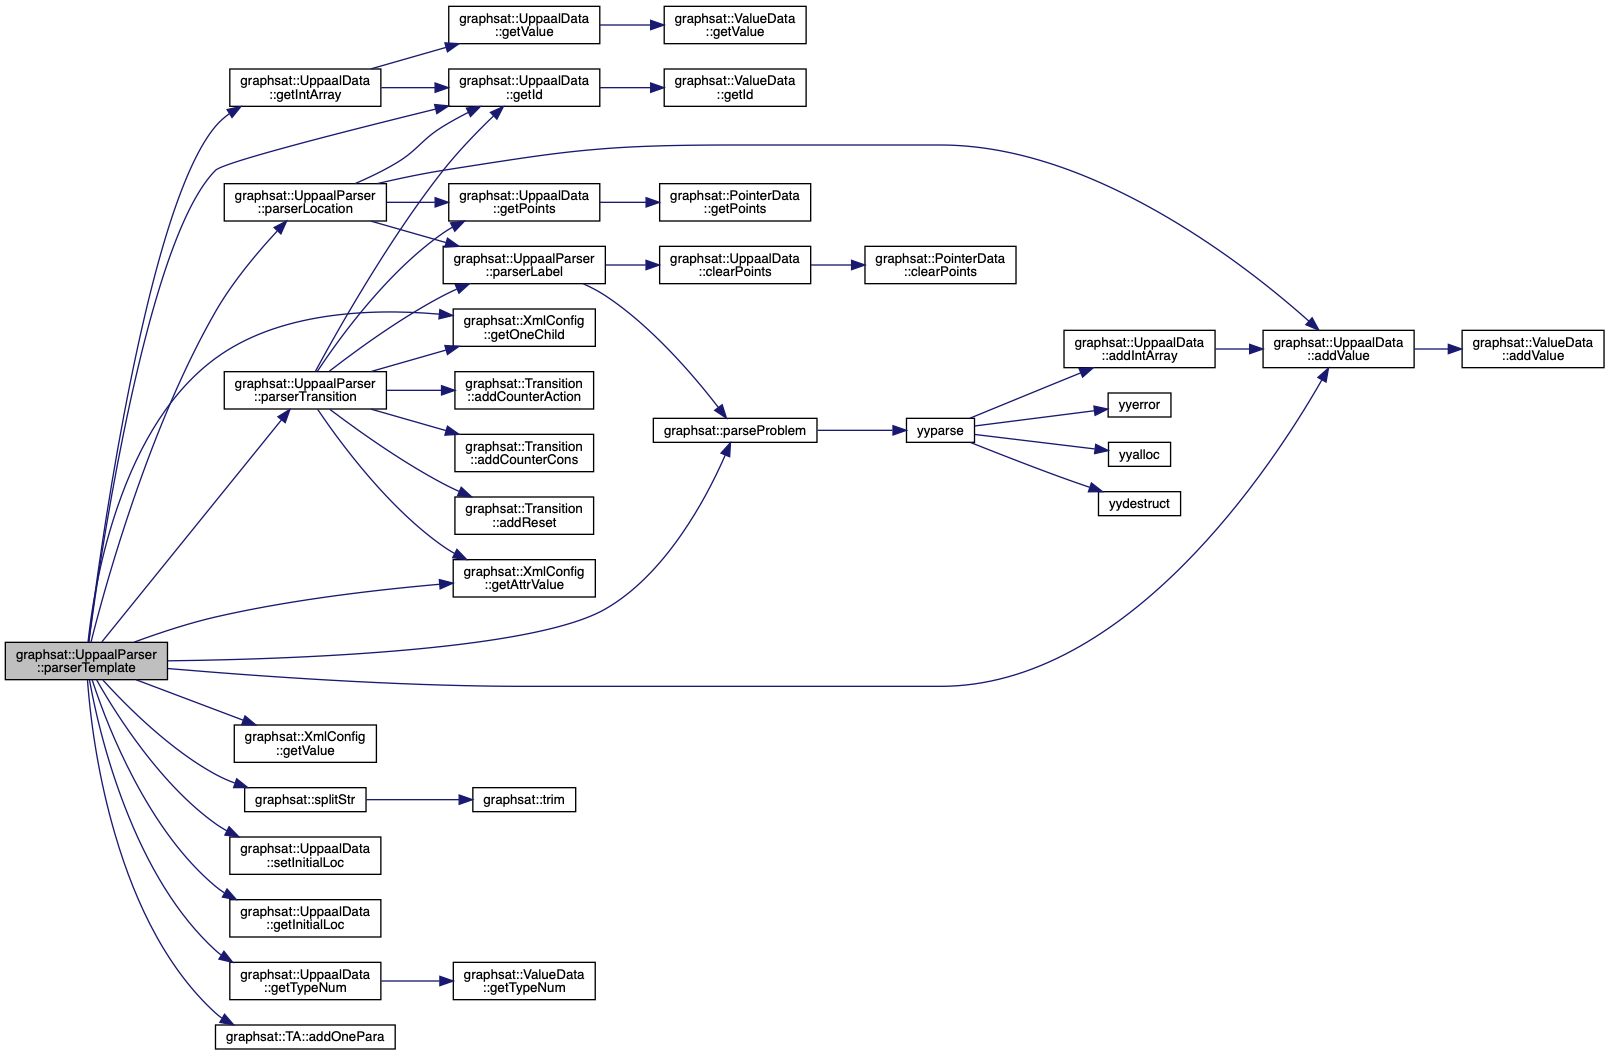 graphsat::UppaalData
::getValue
graphsat::ValueData
::getValue
graphsat::UppaalData
::getIntArray
graphsat::UppaalData
::getId
graphsat::ValueData
::getId
graphsat::UppaalParser
::parserLocation
graphsat::UppaalData
::getPoints
graphsat::PointerData
::getPoints
graphsat::UppaalParser
::parserLabel
graphsat::UppaalData
::clearPoints
graphsat::PointerData
::clearPoints
graphsat::XmlConfig
::getOneChild
graphsat::UppaalData
::addIntArray
graphsat::UppaalData
::addValue
graphsat::ValueData
::addValue
graphsat::UppaalParser
::parserTransition
graphsat::Transition
::addCounterAction
yyerror
graphsat::parseProblem
yyparse
graphsat::Transition
::addCounterCons
yyalloc
yydestruct
graphsat::Transition
::addReset
graphsat::XmlConfig
::getAttrValue
graphsat::UppaalParser
::parserTemplate
graphsat::XmlConfig
::getValue
graphsat::splitStr
graphsat::trim
graphsat::UppaalData
::setInitialLoc
graphsat::UppaalData
::getInitialLoc
graphsat::UppaalData
::getTypeNum
graphsat::ValueData
::getTypeNum
graphsat::TA::addOnePara